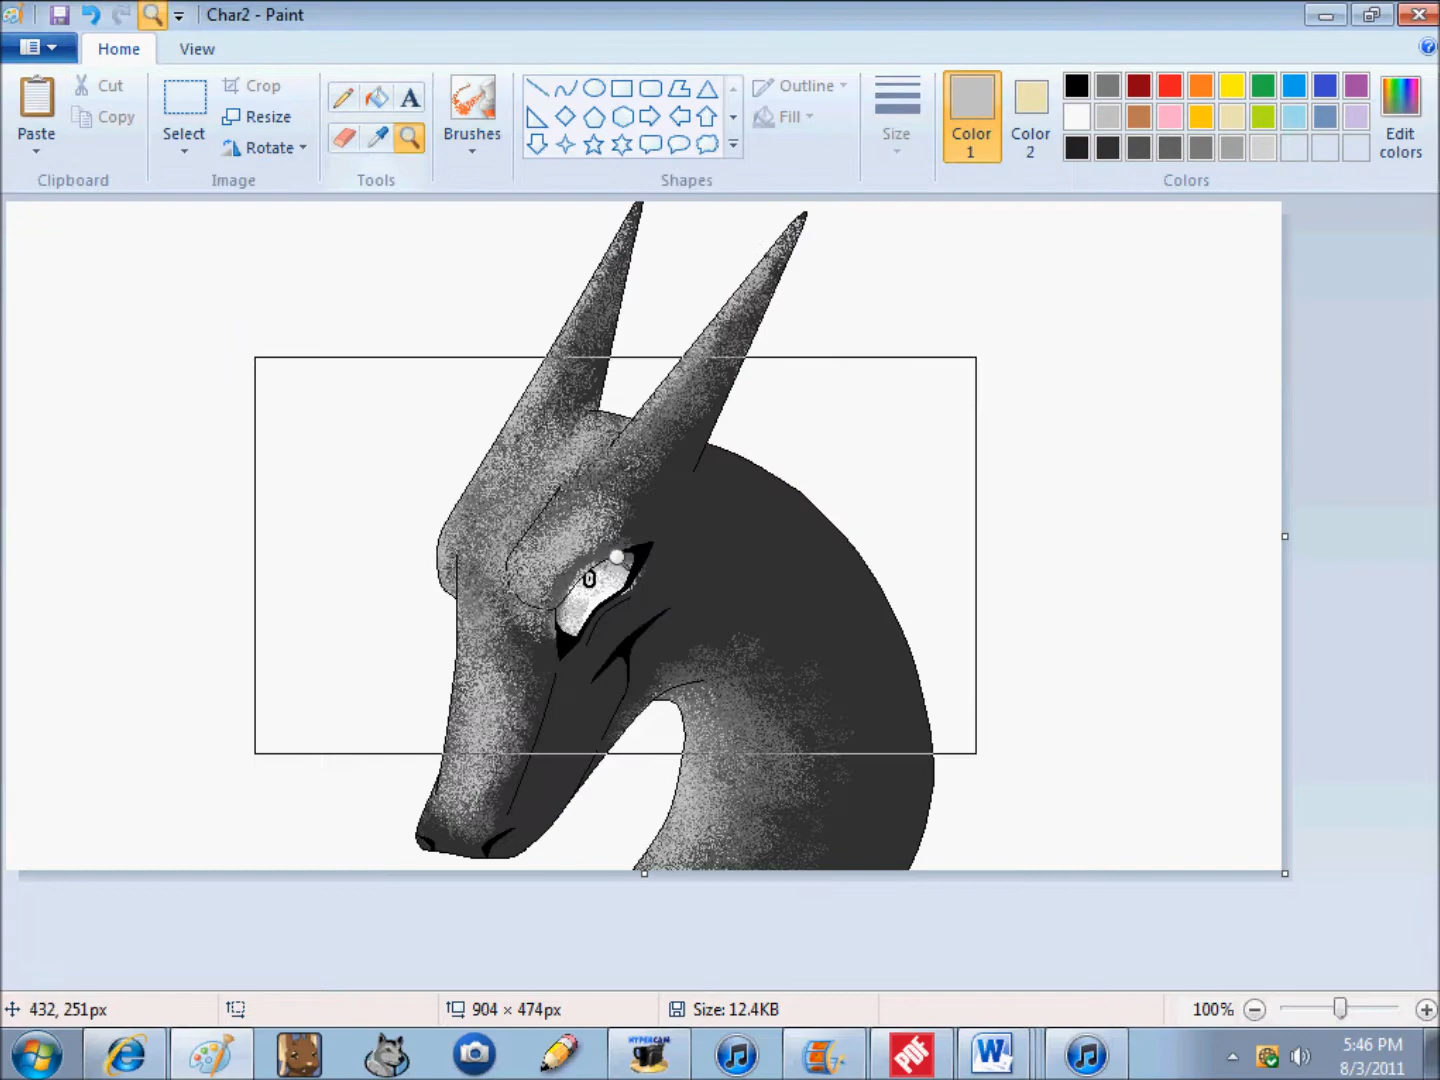 Char2 - Paint
Home View
Paste
Cut
Copy
Clipboard
Select
Crop
Resize
Rotate
Image
A
Tools
Brushes
Outline
Fill
Shapes
Size
Color
1
Color
2
Edit
colors
Colors
432, 251px
904 × 474px
Size: 12.4KB
100%
HYPERCAM
PDF
W
5:46 PM
8/3/2011